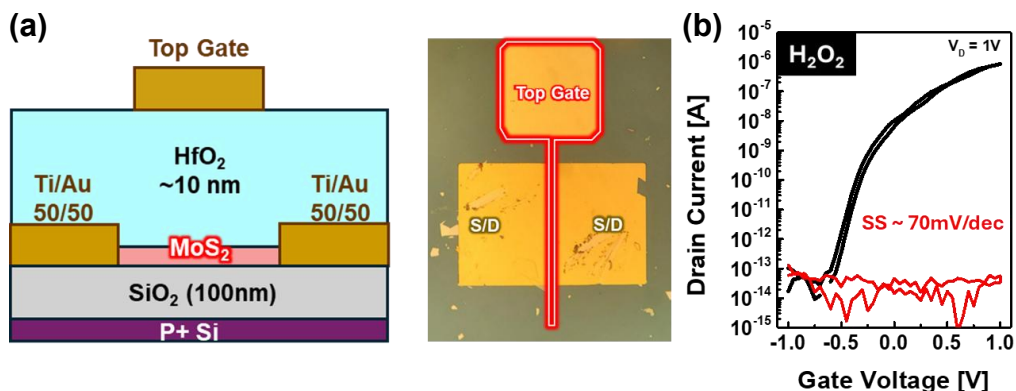 (a)
Top Gate
HfO₂
~10 nm
Ti/Au
50/50
Ti/Au
50/50
MoS₂
SiO₂ (100nm)
P+ Si
Top Gate
S/D
S/D
(b)
H₂O₂
V_D = 1V
SS ~ 70mV/dec
Drain Current [A]
10⁻⁵
10⁻⁶
10⁻⁷
10⁻⁸
10⁻⁹
10⁻¹⁰
10⁻¹¹
10⁻¹²
10⁻¹³
10⁻¹⁴
10⁻¹⁵
-1.0
-0.5
0.0
0.5
1.0
Gate Voltage [V]